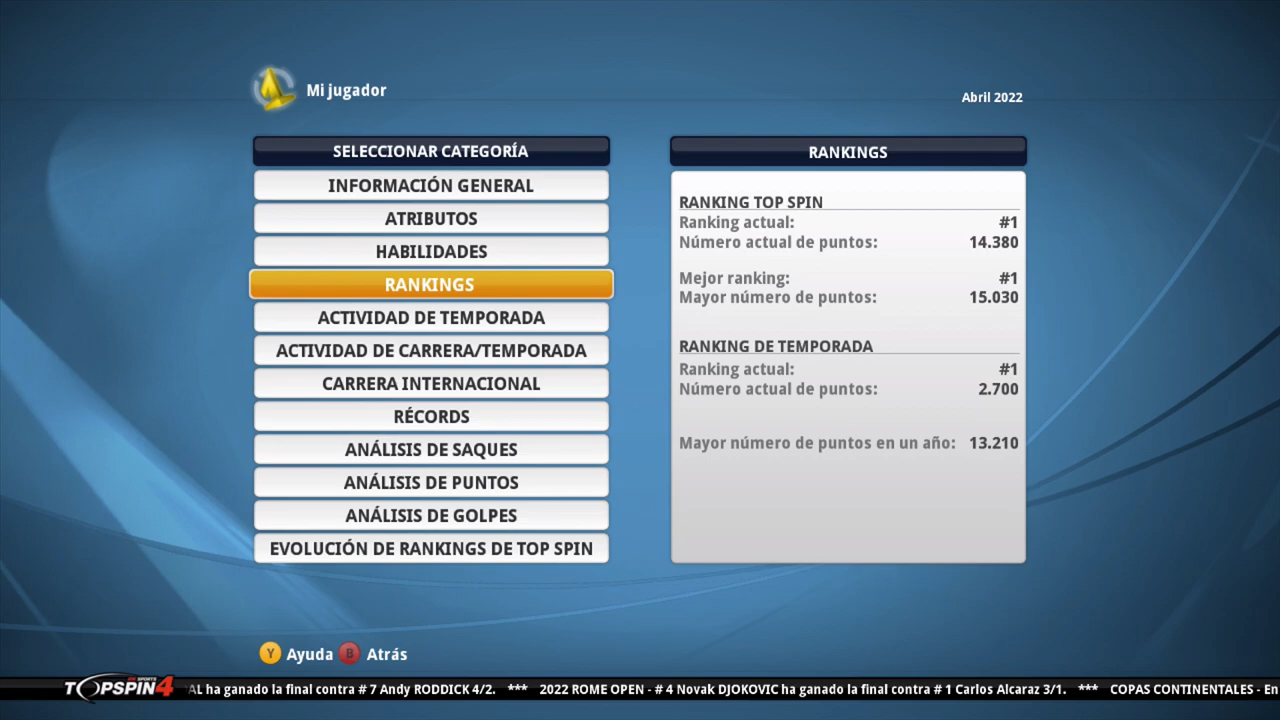 Mi jugador
Abril 2022
SELECCIONAR CATEGORÍA
INFORMACIÓN GENERAL
ATRIBUTOS
HABILIDADES
RANKINGS
ACTIVIDAD DE TEMPORADA
ACTIVIDAD DE CARRERA/TEMPORADA
CARRERA INTERNACIONAL
RÉCORDS
ANÁLISIS DE SAQUES
ANÁLISIS DE PUNTOS
ANÁLISIS DE GOLPES
EVOLUCIÓN DE RANKINGS DE TOP SPIN
RANKINGS
RANKING TOP SPIN
Ranking actual: #1
Número actual de puntos: 14.380
Mejor ranking: #1
Mayor número de puntos: 15.030
RANKING DE TEMPORADA
Ranking actual: #1
Número actual de puntos: 2.700
Mayor número de puntos en un año: 13.210
Y Ayuda B Atrás
TOPSPIN 4 AL ha ganado la final contra # 7 Andy RODDICK 4/2. *** 2022 ROME OPEN - # 4 Novak DJOKOVIC ha ganado la final contra # 1 Carlos Alcaraz 3/1. *** COPAS CONTINENTALES - En